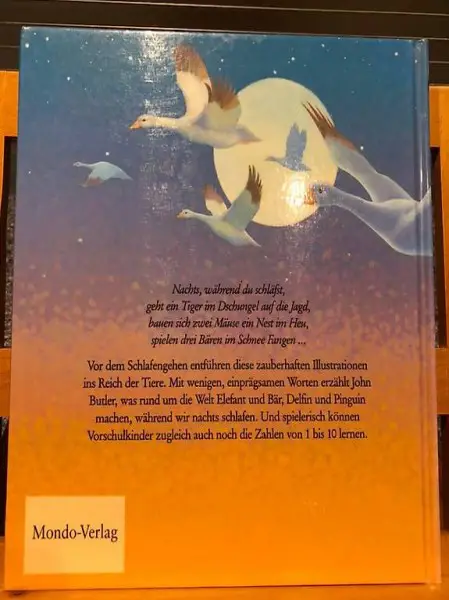 Nachts, während du schläfst,
geht ein Tiger im Dschungel auf die Jagd,
bauen sich zwei Mäuse ein Nest im Heu,
spielen drei Bären im Schnee Fangen ...
Vor dem Schlafengehen entführen diese zauberhaften Illustrationen
ins Reich der Tiere. Mit wenigen, einprägsamen Worten erzählt John
Butler, was rund um die Welt Elefant und Bär, Delfin und Pinguin
machen, während wir nachts schlafen. Und spielerisch können
Vorschulkinder zugleich auch noch die Zahlen von 1 bis 10 lernen.
Mondo-Verlag